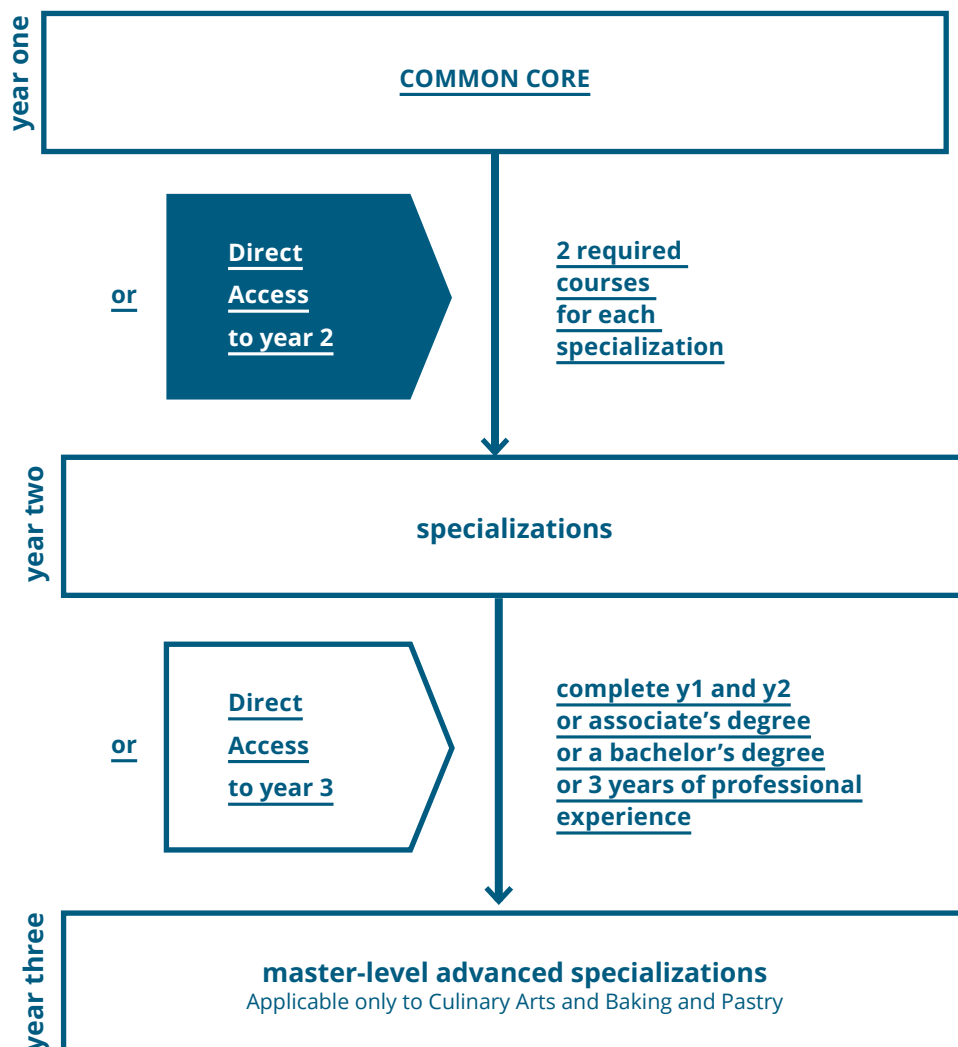 year one
COMMON CORE
or
Direct
Access
to year 2
2 required
courses
for each
specialization
year two
specializations
or
Direct
Access
to year 3
complete y1 and y2
or associate’s degree
or a bachelor’s degree
or 3 years of professional
experience
year three
master-level advanced specializations
Applicable only to Culinary Arts and Baking and Pastry